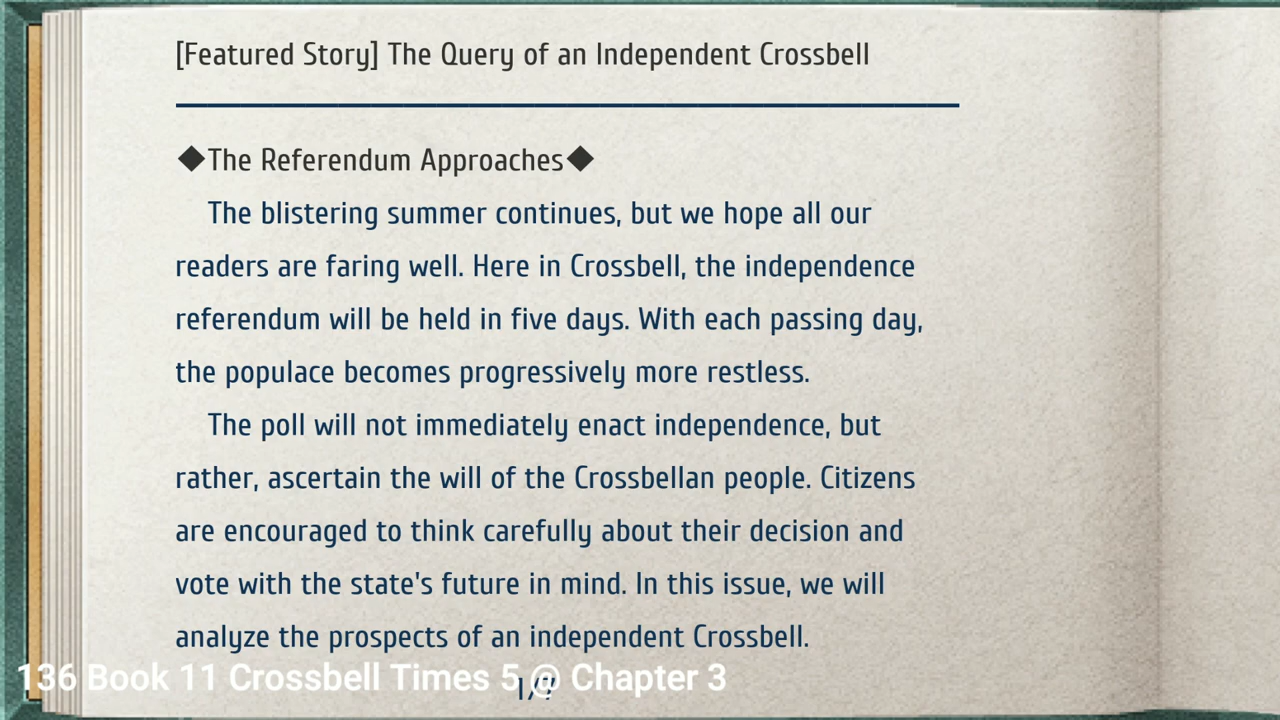 [Featured Story] The Query of an Independent Crossbell
◆The Referendum Approaches◆
The blistering summer continues, but we hope all our
readers are faring well. Here in Crossbell, the independence
referendum will be held in five days. With each passing day,
the populace becomes progressively more restless.
The poll will not immediately enact independence, but
rather, ascertain the will of the Crossbellan people. Citizens
are encouraged to think carefully about their decision and
vote with the state's future in mind. In this issue, we will
analyze the prospects of an independent Crossbell.
136 Book 11 Crossbell Times 5 @ Chapter 3